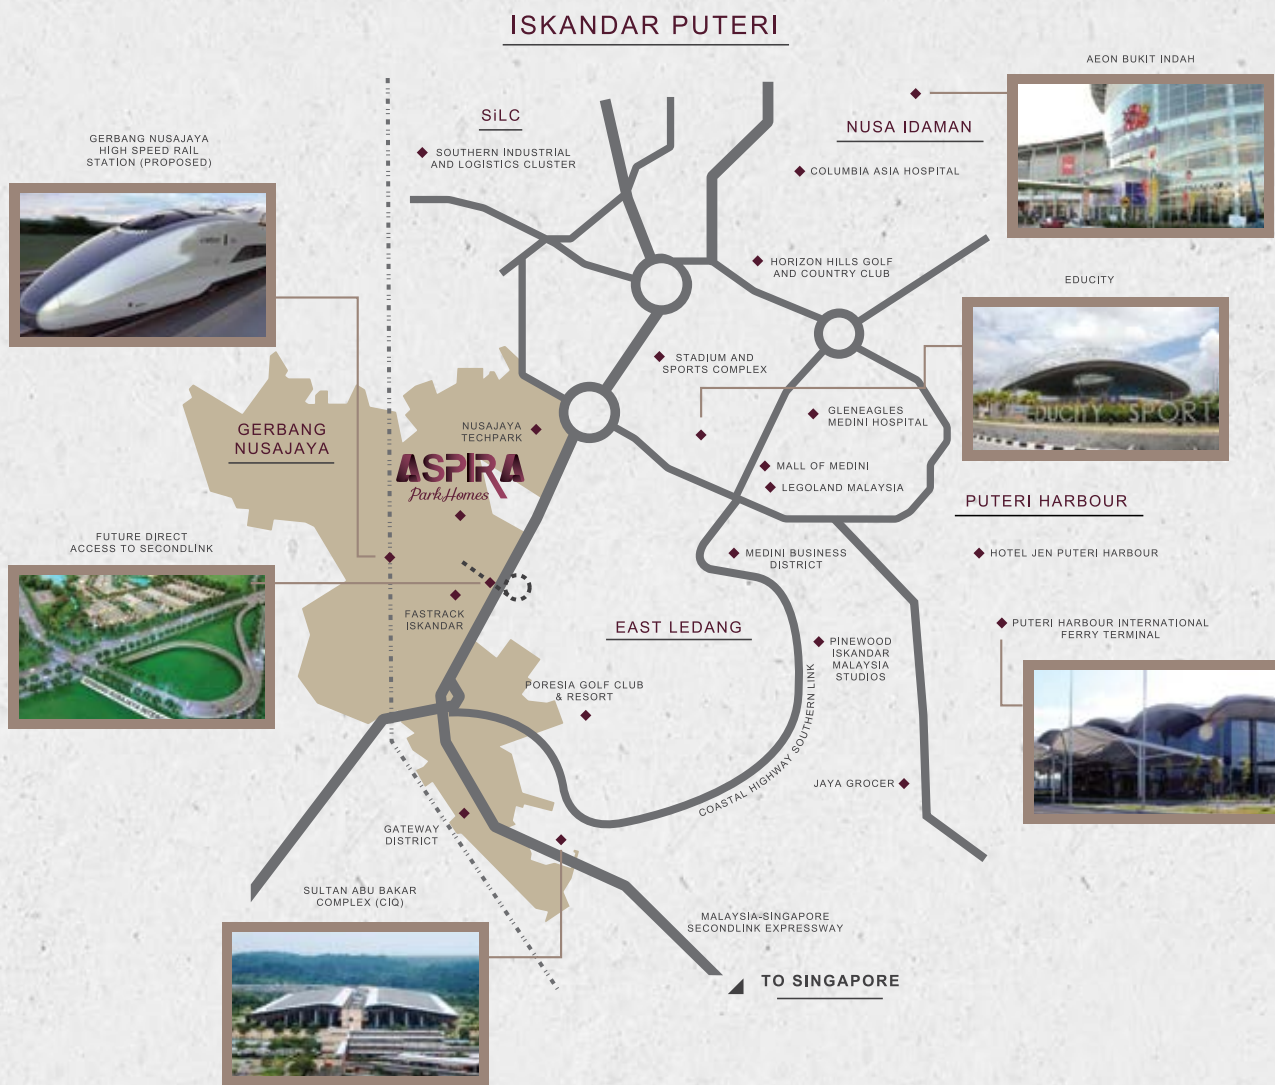 ISKANDAR PUTERI
AEON BUKIT INDAH
SiLC
SOUTHERN INDUSTRIAL
AND LOGISTICS CLUSTER
NUSA IDAMAN
COLUMBIA ASIA HOSPITAL
GERBANG NUSAJAYA
HIGH SPEED RAIL
STATION (PROPOSED)
HORIZON HILLS GOLF
AND COUNTRY CLUB
EDUCITY
STADIUM AND
SPORTS COMPLEX
EDUCITY SPORT
GLENEAGLES
MEDINI HOSPITAL
GERBANG
NUSAJAYA
NUSAJAYA
TECHPARK
ASPIRA
Park Homes
MALL OF MEDINI
LEGOLAND MALAYSIA
PUTERI HARBOUR
FUTURE DIRECT
ACCESS TO SECONDLINK
MEDINI BUSINESS
DISTRICT
HOTEL JEN PUTERI HARBOUR
FASTRACK
ISKANDAR
EAST LEDANG
PUTERI HARBOUR INTERNATIONAL
FERRY TERMINAL
PINEWOOD
ISKANDAR
MALAYSIA
STUDIOS
PORESIA GOLF CLUB
& RESORT
COASTAL HIGHWAY SOUTHERN LINK
JAYA GROCER
GATEWAY
DISTRICT
SULTAN ABU BAKAR
COMPLEX (CIQ)
MALAYSIA-SINGAPORE
SECONDLINK EXPRESSWAY
TO SINGAPORE